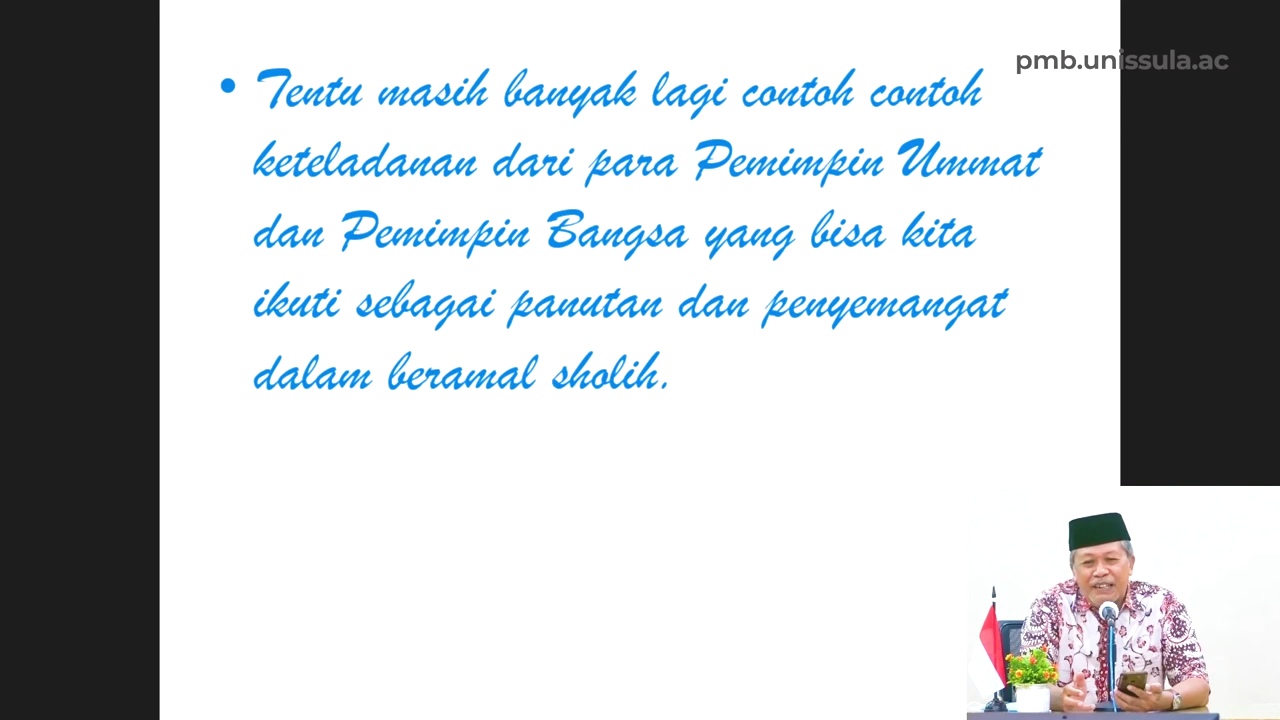 pmb.unissula.ac
• Tentu masih banyak lagi contoh contoh
keteladanan dari para Pemimpin Ummat
dan Pemimpin Bangsa yang bisa kita
ikuti sebagai panutan dan penyemangat
dalam beramal sholih.